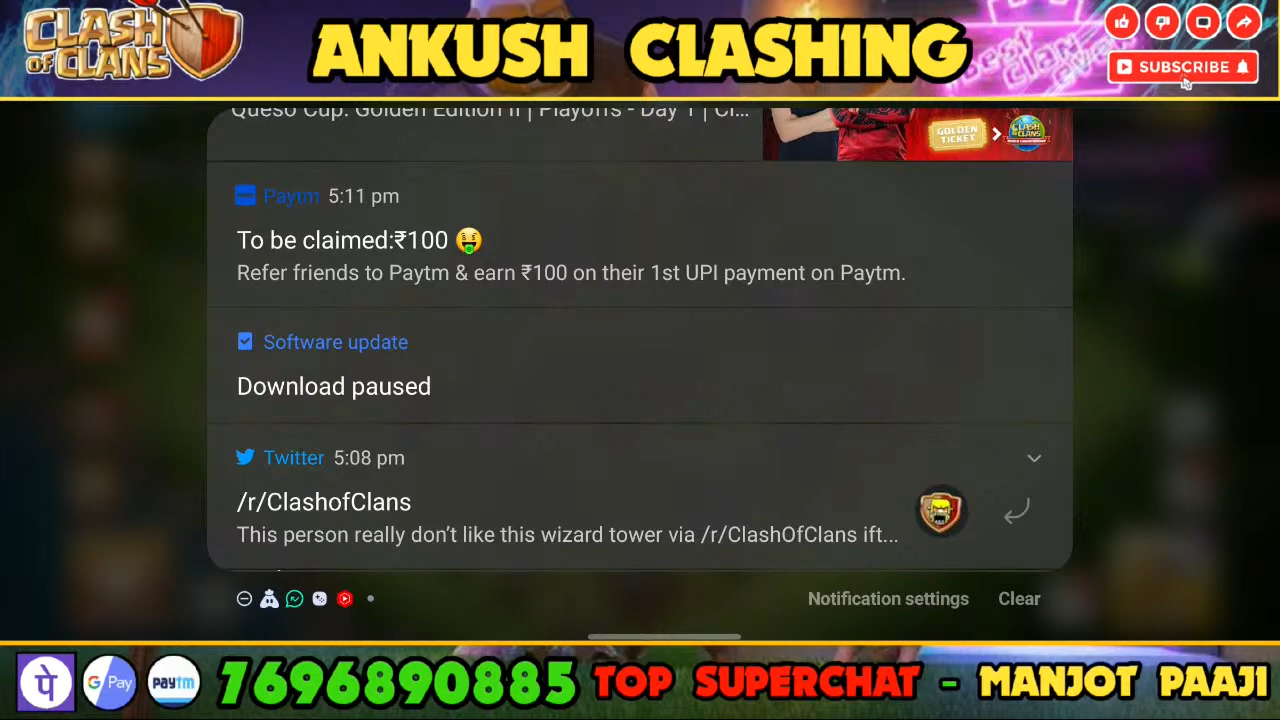 CLASH OF CLANS
ANKUSH CLASHING
SUBSCRIBE
Queso Cup: Golden Edition II | Playoffs - Day 1 | Cl...
GOLDEN TICKET
CLASH CLANS
Paytm 5:11 pm
To be claimed:₹100 🤑
Refer friends to Paytm & earn ₹100 on their 1st UPI payment on Paytm.
Software update
Download paused
Twitter 5:08 pm
/r/ClashofClans
This person really don’t like this wizard tower via /r/ClashOfClans ift...
Notification settings Clear
पे G Pay paytm 7696890885 TOP SUPERCHAT - MANJOT PAAJI